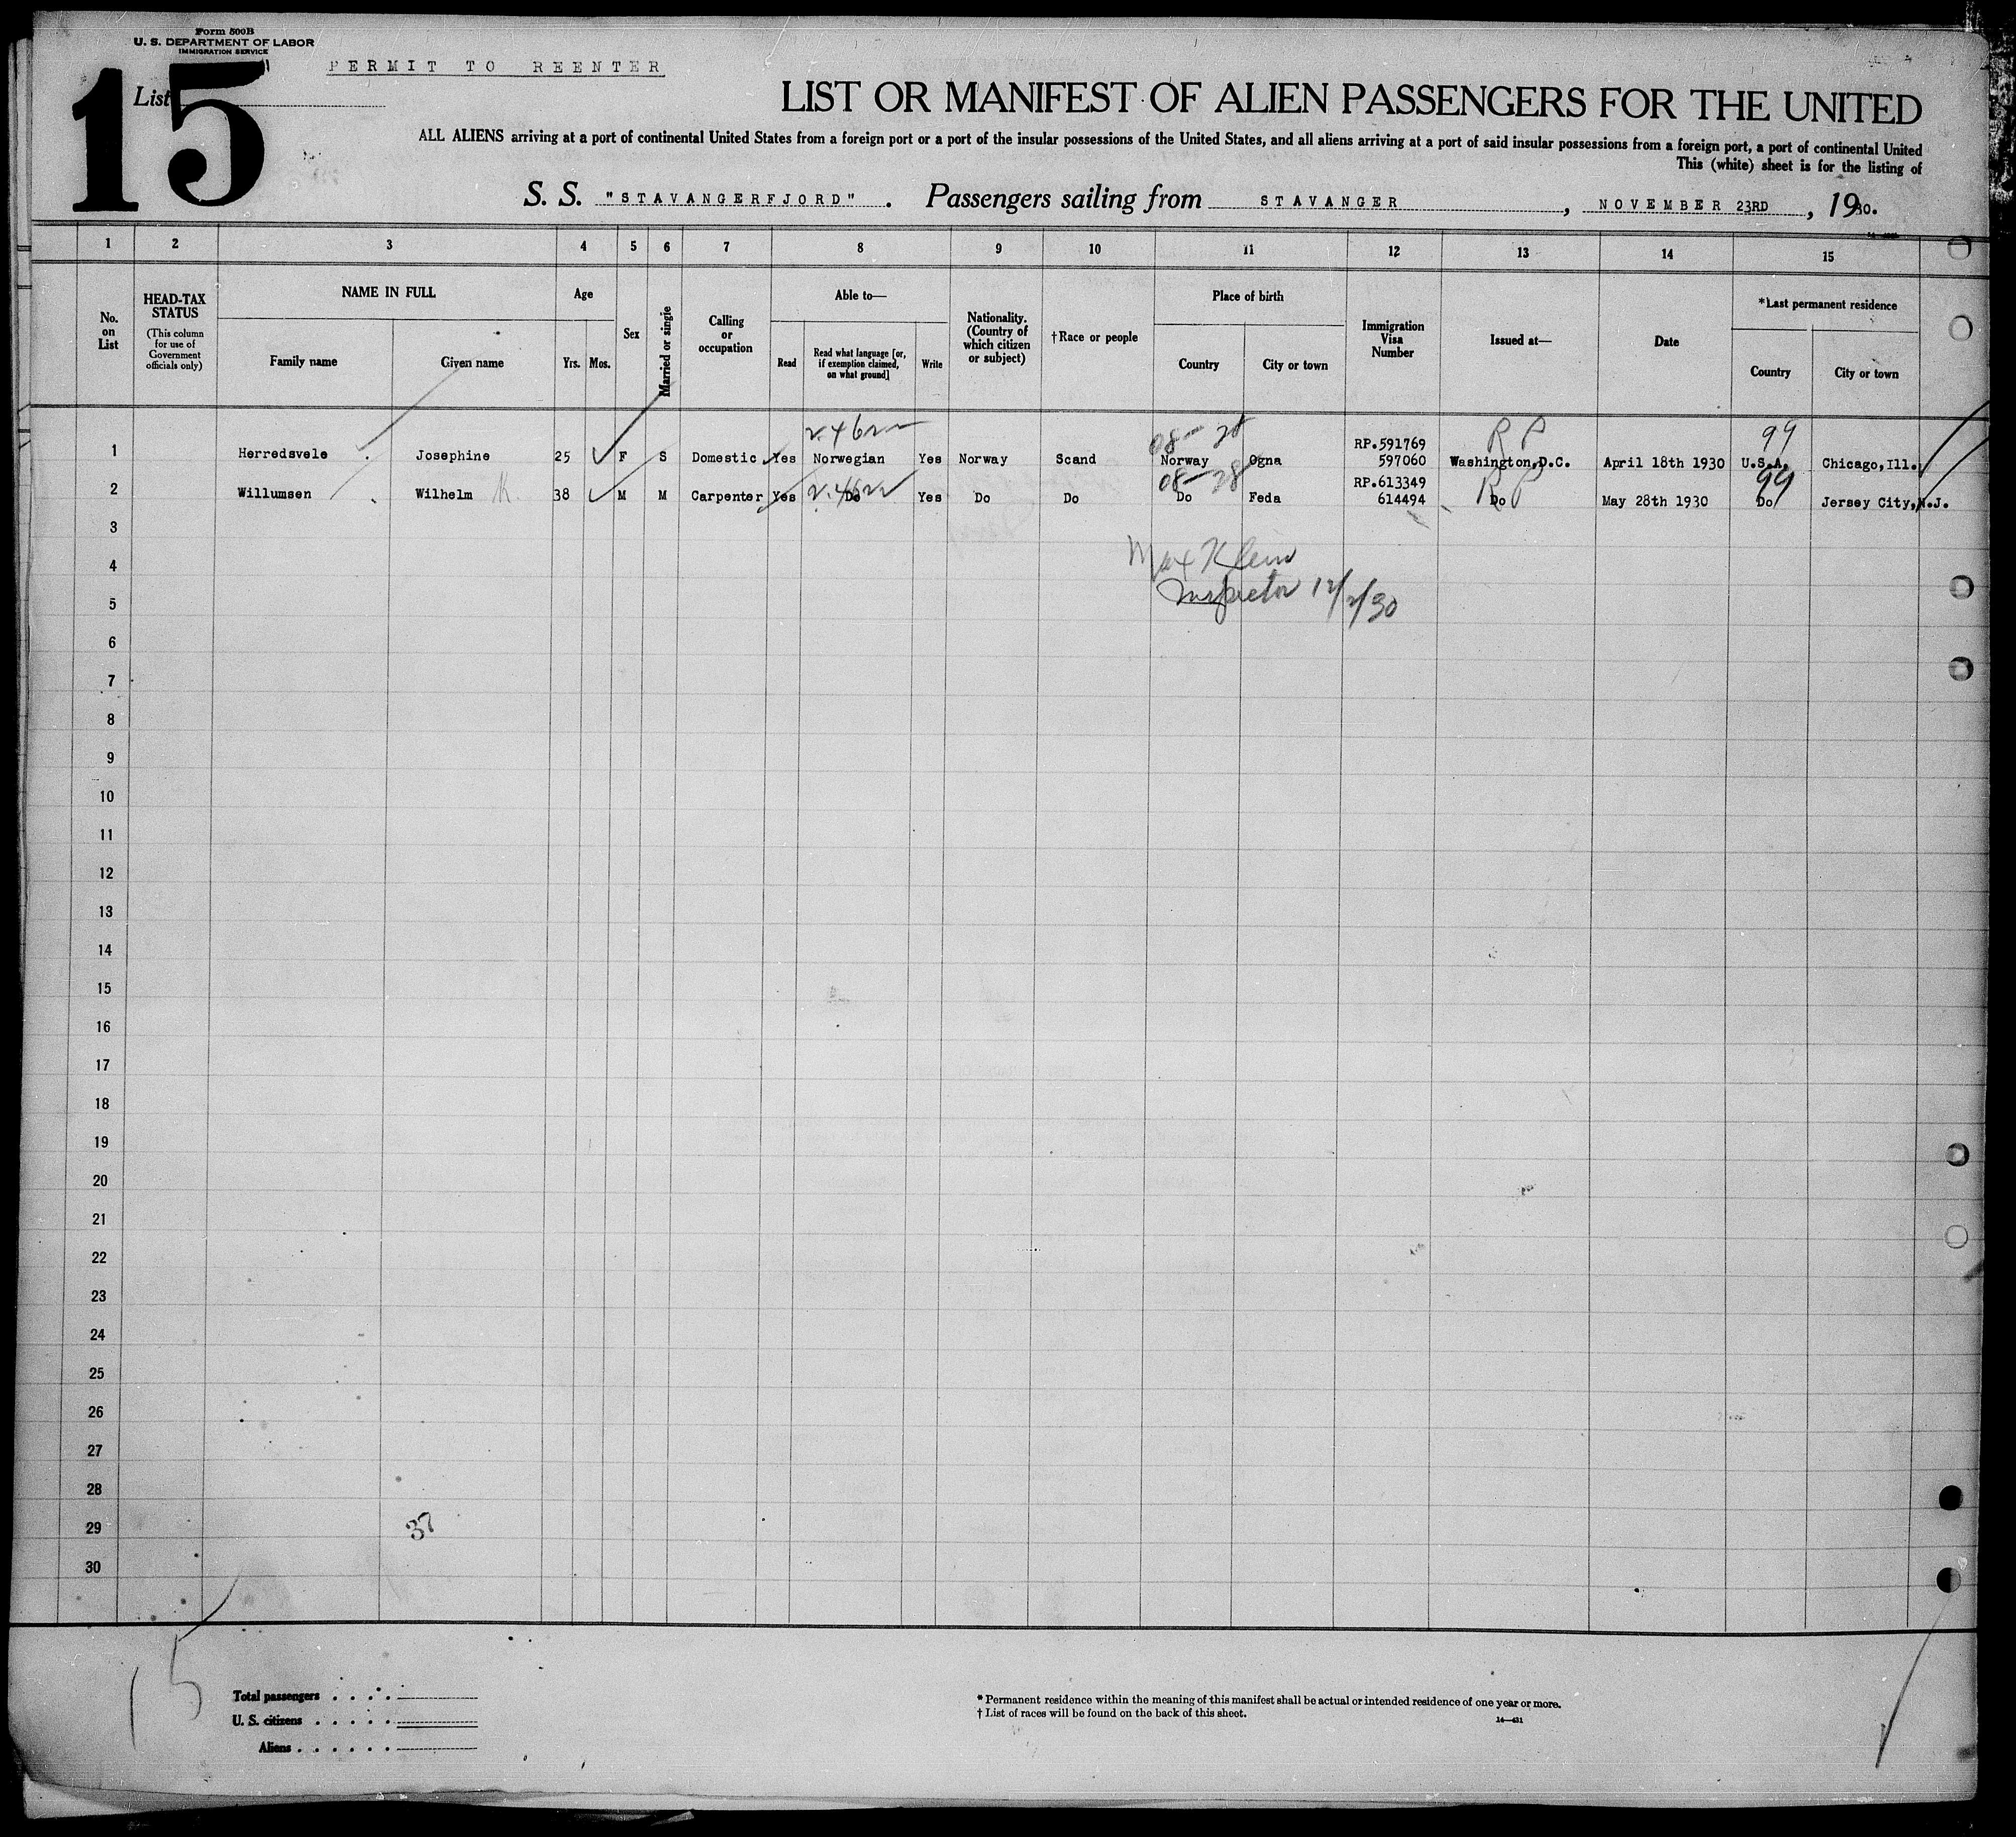 Form 500B
U. S. DEPARTMENT OF LABOR
IMMIGRATION SERVICE
PERMIT TO REENTER
List
15
LIST OR MANIFEST OF ALIEN PASSENGERS FOR THE UNITED
ALL ALIENS arriving at a port of continental United States from a foreign port or a port of the insular possessions of the United States, and all aliens arriving at a port of said insular possessions from a foreign port, a port of continental United
This (white) sheet is for the listing of
S. S. "STAVANGERFJORD". Passengers sailing from STAVANGER, NOVEMBER 23RD, 1930.
1 2 3 4 5 6 7 8 9 10 11 12 13 14 15
No. on List
HEAD-TAX STATUS
(This column for use of Government officials only)
NAME IN FULL
Family name
Given name
Age
Yrs.
Mos.
Sex
Married or single
Calling or occupation
Able to—
Read
Read what language [or, if exemption claimed, on what ground]
Write
Nationality. (Country of which citizen or subject)
†Race or people
Place of birth
Country
City or town
Immigration Visa Number
Issued at—
Date
*Last permanent residence
Country
City or town
08 - 28
RP
99
RP.591769
1 Herredsvele Josephine 25 F S Domestic Yes Norwegian Yes Norway Scand Norway Ogna 597060 Washington,D.C. April 18th 1930 U.S.A. Chicago,Ill.
08 - 28
RP
99
RP.613349
2 Willumsen Wilhelm 38 M M Carpenter Yes Do Yes Do Do Do Feda 614494 Do May 28th 1930 Do Jersey City,N.J.
3
4
Max Klein
5
Inspector 12/2/30
6
7
8
9
10
11
12
13
14
15
16
17
18
19
20
21
22
23
24
25
26
27
28
29
37
30
15
Total passengers
U. S. citizens
Aliens
* Permanent residence within the meaning of this manifest shall be actual or intended residence of one year or more.
† List of races will be found on the back of this sheet.
14—431